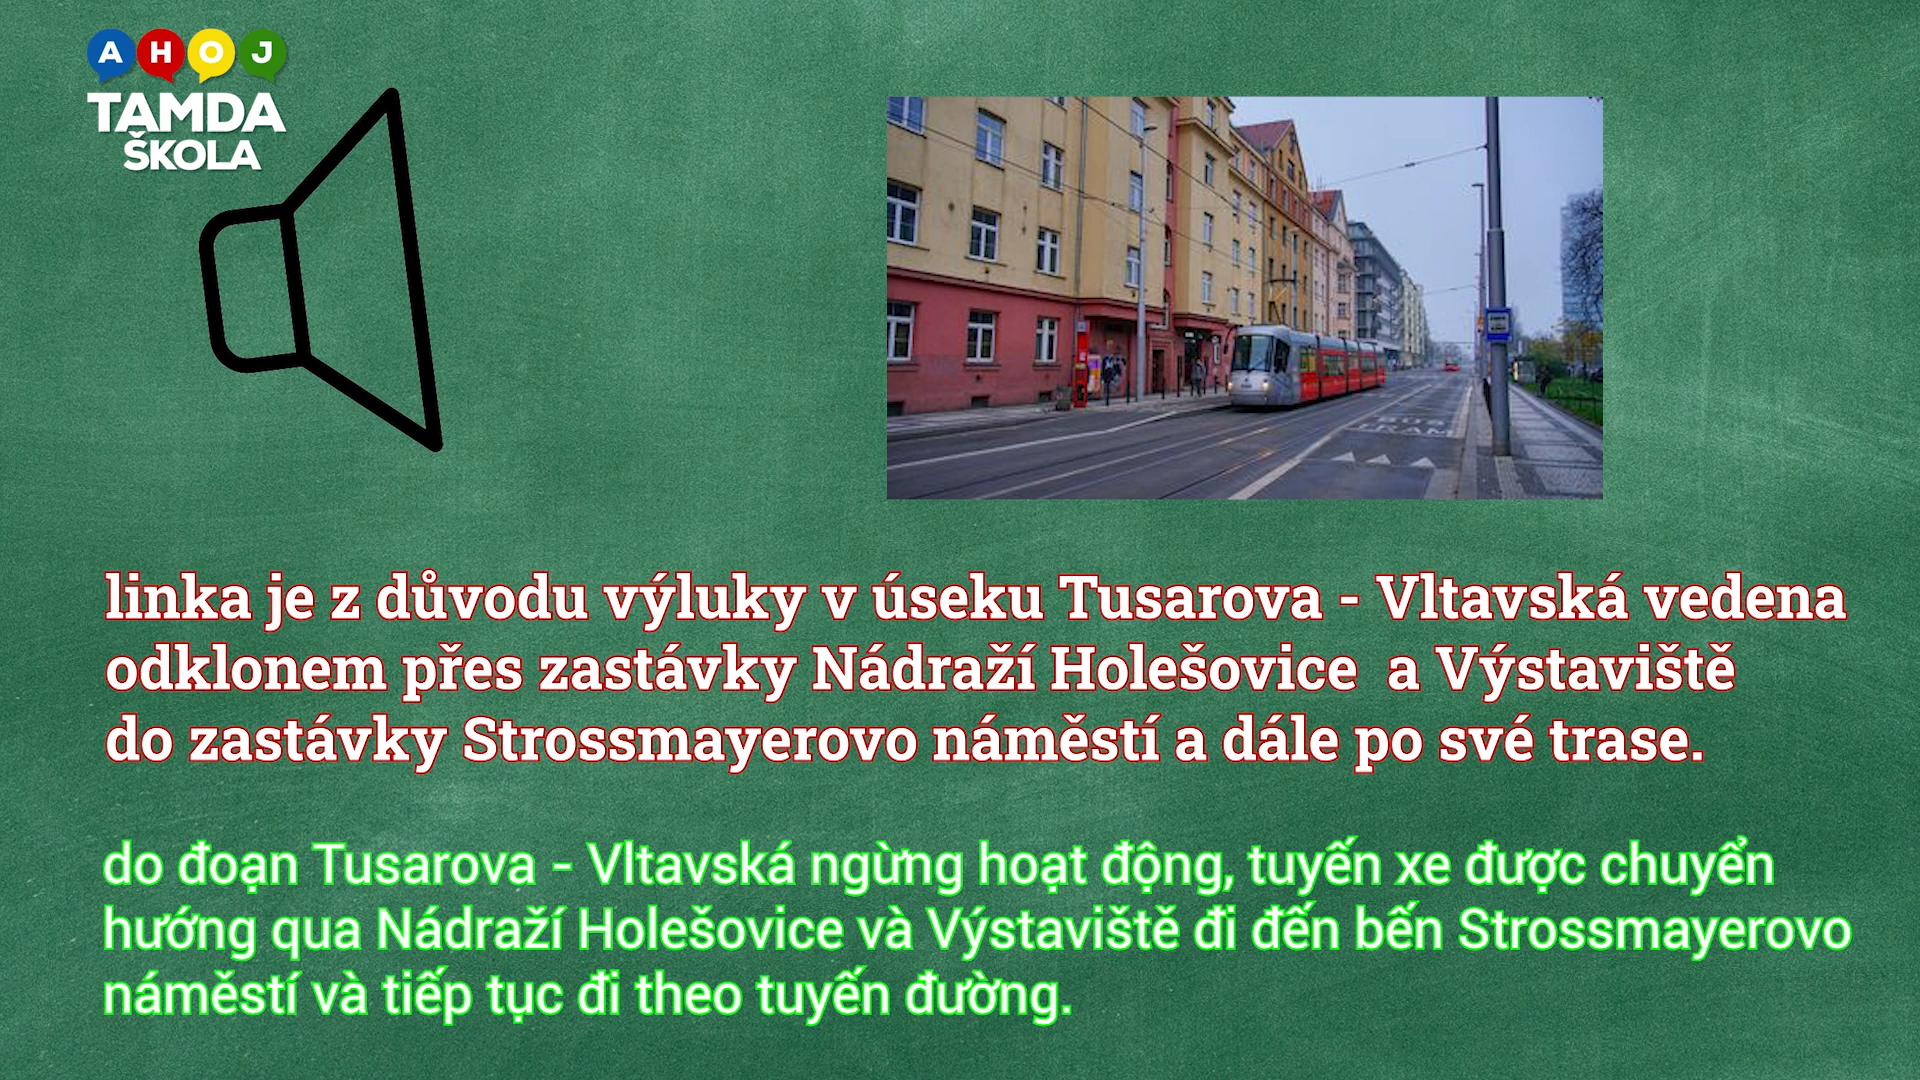 AHOJ
TAMDA
ŠKOLA
BUS
TRAM
linka je z důvodu výluky v úseku Tusarova - Vltavská vedena
odklonem přes zastávky Nádraží Holešovice  a Výstaviště
do zastávky Strossmayerovo náměstí a dále po své trase.
do đoạn Tusarova - Vltavská ngừng hoạt động, tuyến xe được chuyển
hướng qua Nádraží Holešovice và Výstaviště đi đến bến Strossmayerovo
náměstí và tiếp tục đi theo tuyến đường.